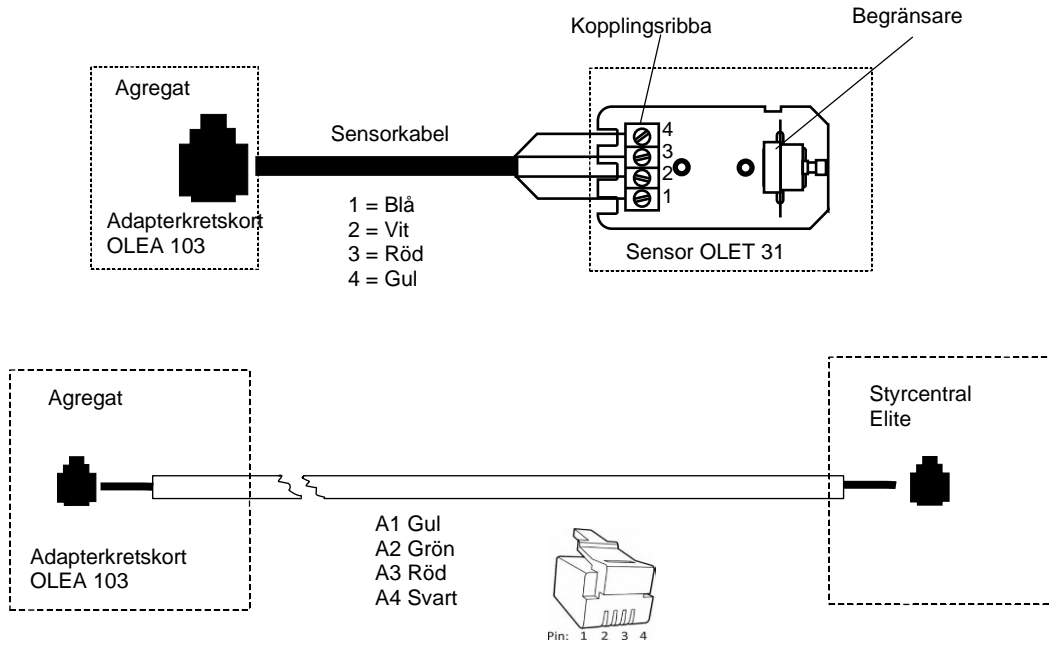 Kopplingsribba
Begränsare
Agregat
Sensorkabel
4
3
2
1
Adapterkretskort
OLEA 103
1 = Blå
2 = Vit
3 = Röd
4 = Gul
Sensor OLET 31
Agregat
Styrcentral
Elite
Adapterkretskort
OLEA 103
A1 Gul
A2 Grön
A3 Röd
A4 Svart
Pin: 1 2 3 4